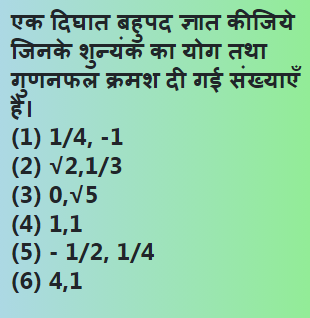 एक दिघात बहुपद ज्ञात कीजिये
जिनके शुन्यंक का योग तथा
गुणनफल क्रमश दी गई संख्याएँ
हैं।
(1) 1/4, -1
(2) √2,1/3
(3) 0,√5
(4) 1,1
(5) - 1/2, 1/4
(6) 4,1